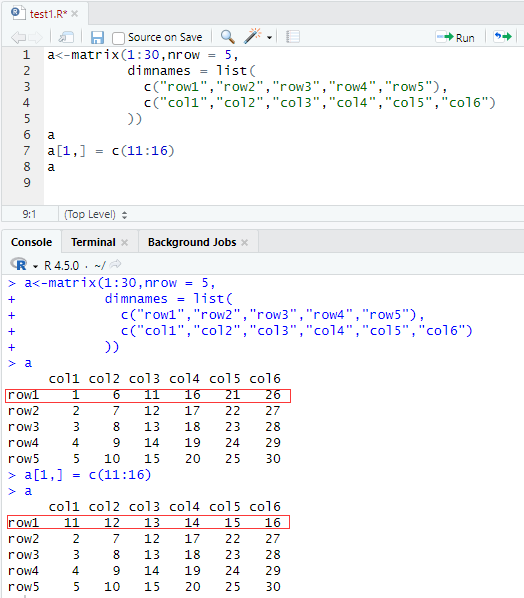 test1.R*
Source on Save Run
1 a<-matrix(1:30,nrow = 5,
2           dimnames = list(
3             c("row1","row2","row3","row4","row5"),
4             c("col1","col2","col3","col4","col5","col6")
5           ))
6 a
7 a[1,] = c(11:16)
8 a
9
9:1 (Top Level)
Console Terminal Background Jobs
R 4.5.0 · ~/
> a<-matrix(1:30,nrow = 5,
+           dimnames = list(
+             c("row1","row2","row3","row4","row5"),
+             c("col1","col2","col3","col4","col5","col6")
+           ))
> a
     col1 col2 col3 col4 col5 col6
row1    1    6   11   16   21   26
row2    2    7   12   17   22   27
row3    3    8   13   18   23   28
row4    4    9   14   19   24   29
row5    5   10   15   20   25   30
> a[1,] = c(11:16)
> a
     col1 col2 col3 col4 col5 col6
row1   11   12   13   14   15   16
row2    2    7   12   17   22   27
row3    3    8   13   18   23   28
row4    4    9   14   19   24   29
row5    5   10   15   20   25   30